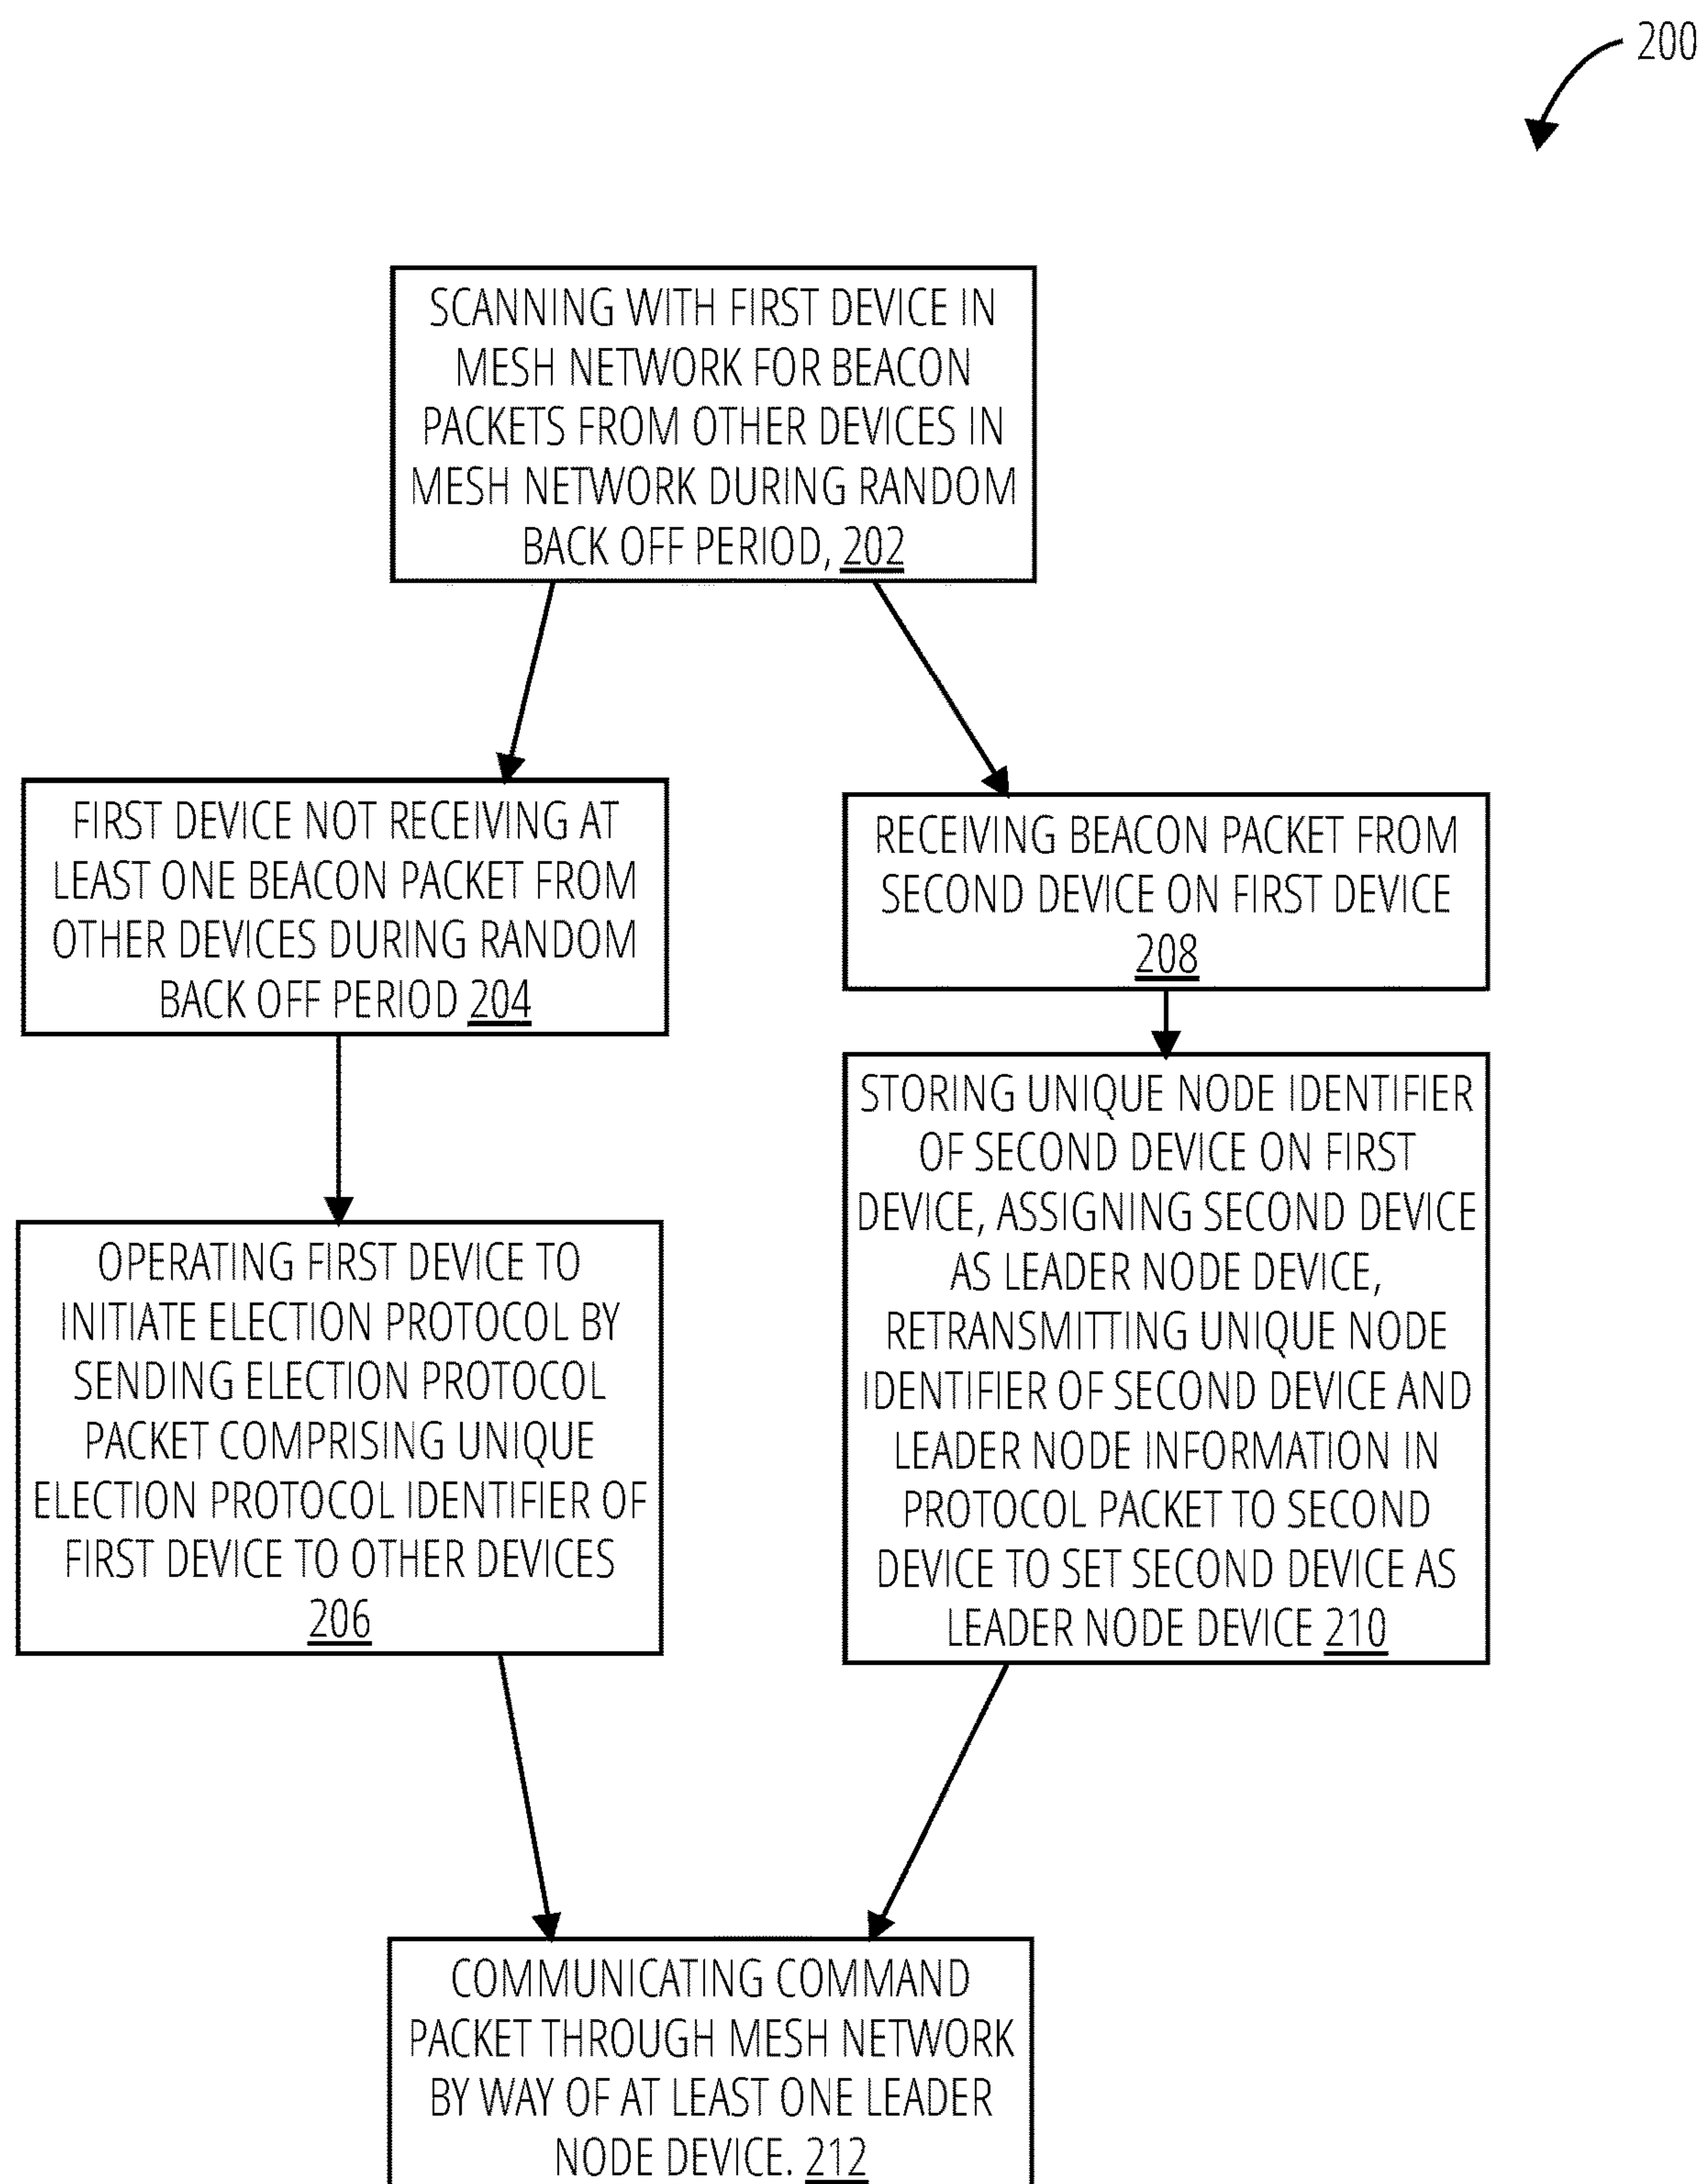 200
SCANNING WITH FIRST DEVICE IN
MESH NETWORK FOR BEACON
PACKETS FROM OTHER DEVICES IN
MESH NETWORK DURING RANDOM
BACK OFF PERIOD, 202
FIRST DEVICE NOT RECEIVING AT
LEAST ONE BEACON PACKET FROM
OTHER DEVICES DURING RANDOM
BACK OFF PERIOD 204
RECEIVING BEACON PACKET FROM
SECOND DEVICE ON FIRST DEVICE
208
OPERATING FIRST DEVICE TO
INITIATE ELECTION PROTOCOL BY
SENDING ELECTION PROTOCOL
PACKET COMPRISING UNIQUE
ELECTION PROTOCOL IDENTIFIER OF
FIRST DEVICE TO OTHER DEVICES
206
STORING UNIQUE NODE IDENTIFIER
OF SECOND DEVICE ON FIRST
DEVICE, ASSIGNING SECOND DEVICE
AS LEADER NODE DEVICE,
RETRANSMITTING UNIQUE NODE
IDENTIFIER OF SECOND DEVICE AND
LEADER NODE INFORMATION IN
PROTOCOL PACKET TO SECOND
DEVICE TO SET SECOND DEVICE AS
LEADER NODE DEVICE 210
COMMUNICATING COMMAND
PACKET THROUGH MESH NETWORK
BY WAY OF AT LEAST ONE LEADER
NODE DEVICE. 212